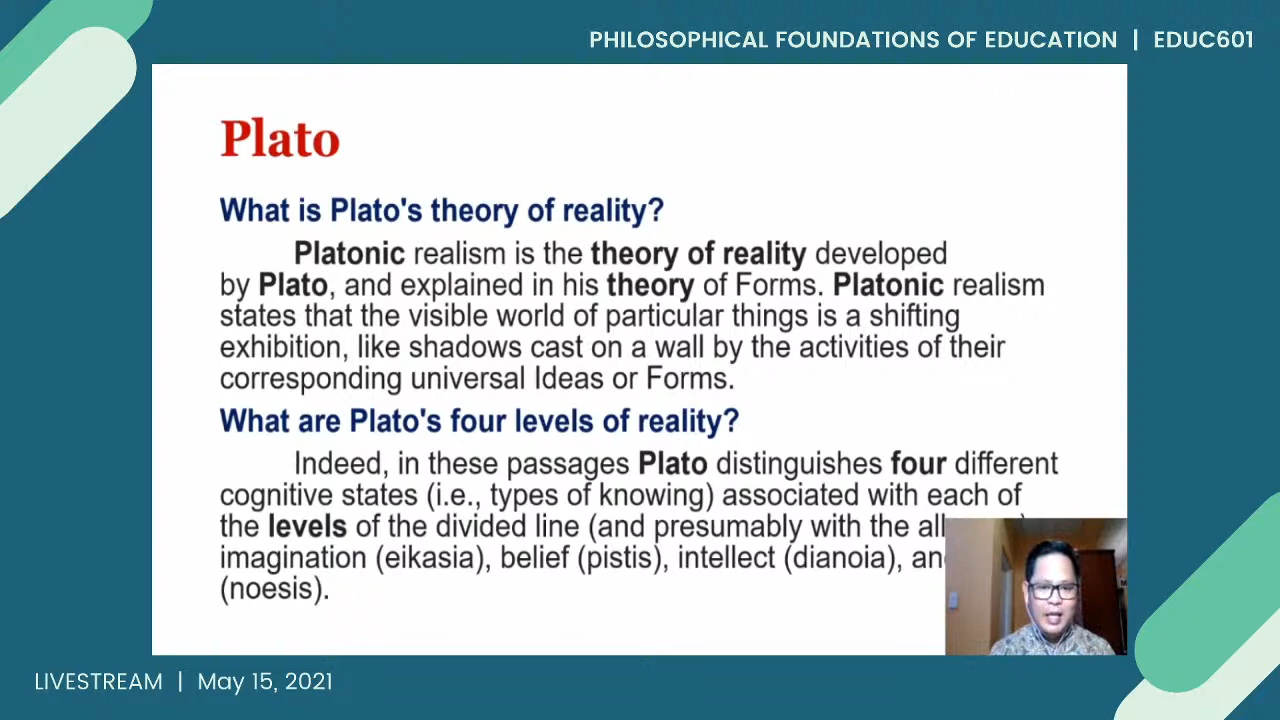 PHILOSOPHICAL FOUNDATIONS OF EDUCATION | EDUC601
Plato
What is Plato's theory of reality?
Platonic realism is the theory of reality developed
by Plato, and explained in his theory of Forms. Platonic realism
states that the visible world of particular things is a shifting
exhibition, like shadows cast on a wall by the activities of their
corresponding universal Ideas or Forms.
What are Plato's four levels of reality?
Indeed, in these passages Plato distinguishes four different
cognitive states (i.e., types of knowing) associated with each of
the levels of the divided line (and presumably with the
imagination (eikasia), belief (pistis), intellect (dianoia),
(noesis).
LIVESTREAM | May 15, 2021